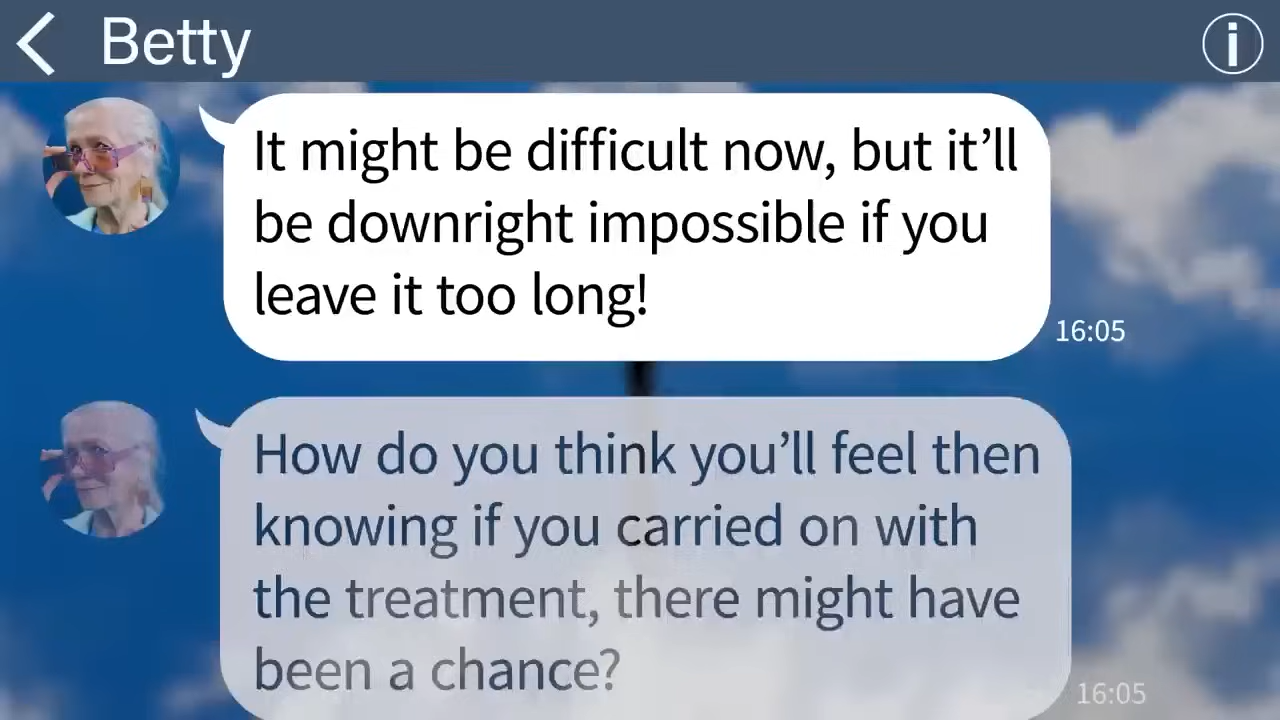 Betty
It might be difficult now, but it’ll
be downright impossible if you
leave it too long!
16:05
How do you think you’ll feel then
knowing if you carried on with
the treatment, there might have
been a chance?
16:05